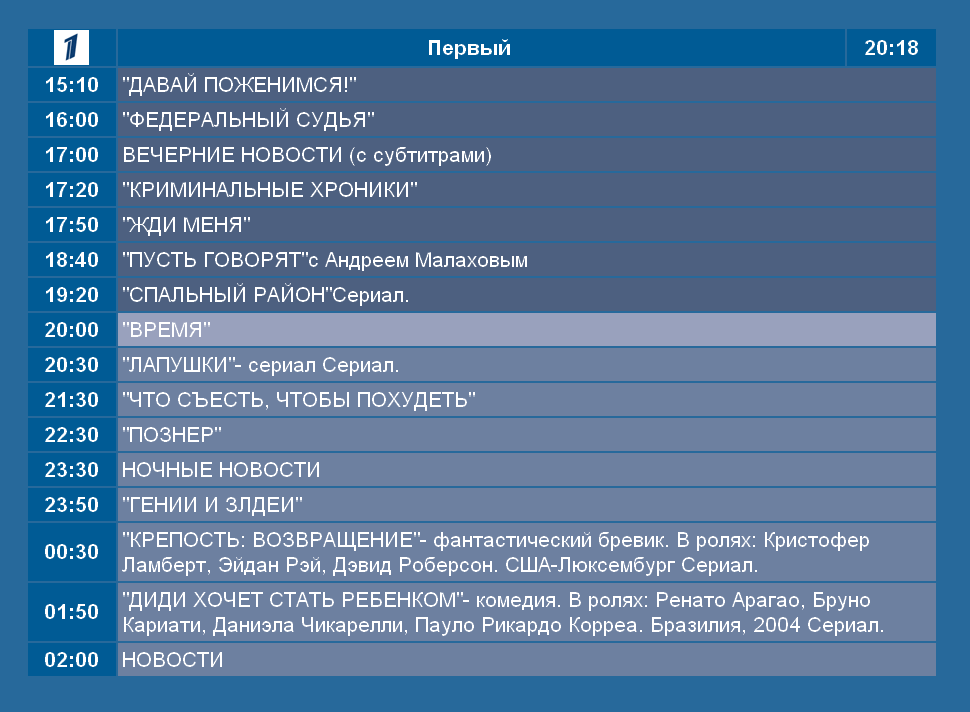 1 Первый 20:18
15:10 "ДАВАЙ ПОЖЕНИМСЯ!"
16:00 "ФЕДЕРАЛЬНЫЙ СУДЬЯ"
17:00 ВЕЧЕРНИЕ НОВОСТИ (с субтитрами)
17:20 "КРИМИНАЛЬНЫЕ ХРОНИКИ"
17:50 "ЖДИ МЕНЯ"
18:40 "ПУСТЬ ГОВОРЯТ"с Андреем Малаховым
19:20 "СПАЛЬНЫЙ РАЙОН"Сериал.
20:00 "ВРЕМЯ"
20:30 "ЛАПУШКИ"- сериал Сериал.
21:30 "ЧТО СЪЕСТЬ, ЧТОБЫ ПОХУДЕТЬ"
22:30 "ПОЗНЕР"
23:30 НОЧНЫЕ НОВОСТИ
23:50 "ГЕНИИ И ЗЛДЕИ"
00:30 "КРЕПОСТЬ: ВОЗВРАЩЕНИЕ"- фантастический бревик. В ролях: Кристофер
Ламберт, Эйдан Рэй, Дэвид Роберсон. США-Люксембург Сериал.
01:50 "ДИДИ ХОЧЕТ СТАТЬ РЕБЕНКОМ"- комедия. В ролях: Ренато Арагао, Бруно
Кариати, Даниэла Чикарелли, Пауло Рикардо Корреа. Бразилия, 2004 Сериал.
02:00 НОВОСТИ